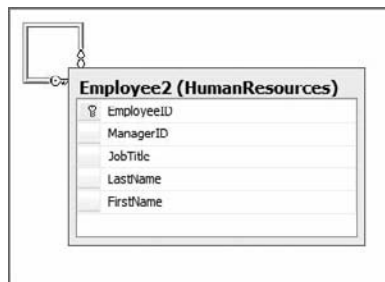 Employee2 (HumanResources)
EmployeeID
ManagerID
JobTitle
LastName
FirstName